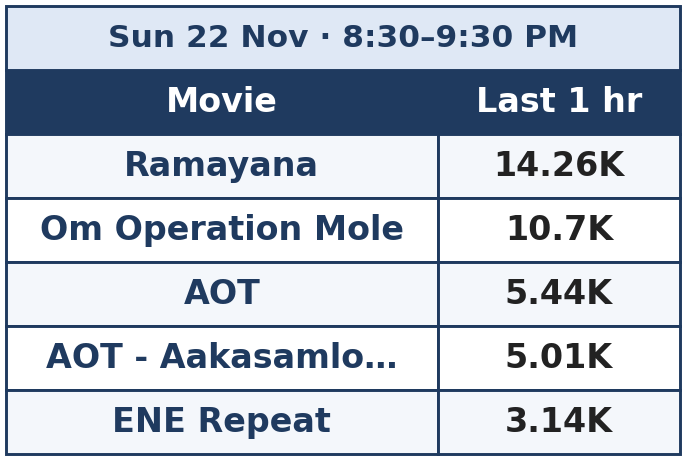 Sun 22 Nov · 8:30–9:30 PM
Movie Last 1 hr
Ramayana 14.26K
Om Operation Mole 10.7K
AOT 5.44K
AOT - Aakasamlo... 5.01K
ENE Repeat 3.14K